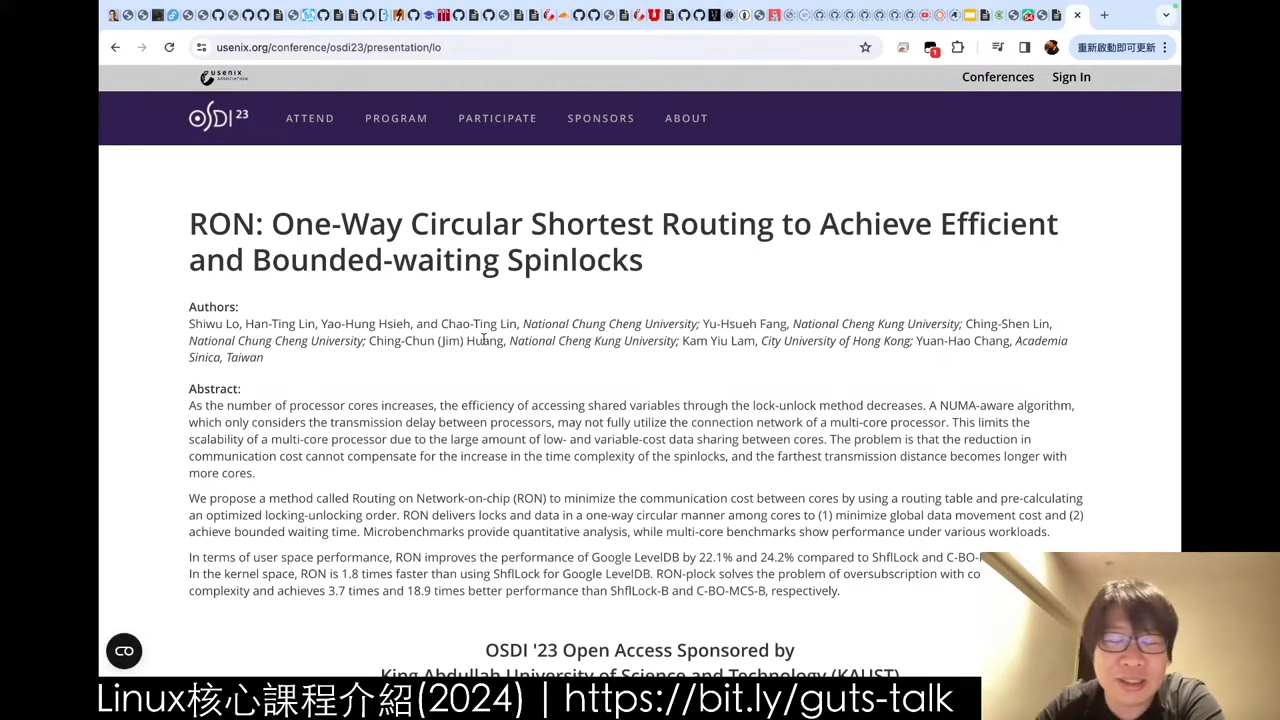 usenix.org/conference/osdi23/presentation/lo
1
重新啟動即可更新
usenix
ASSOCIATION
Conferences
Sign In
OSDI 23
ATTEND
PROGRAM
PARTICIPATE
SPONSORS
ABOUT
RON: One-Way Circular Shortest Routing to Achieve Efficient
and Bounded-waiting Spinlocks
Authors:
Shiwu Lo, Han-Ting Lin, Yao-Hung Hsieh, and Chao-Ting Lin, National Chung Cheng University; Yu-Hsueh Fang, National Cheng Kung University; Ching-Shen Lin,
National Chung Cheng University; Ching-Chun (Jim) Huang, National Cheng Kung University; Kam Yiu Lam, City University of Hong Kong; Yuan-Hao Chang, Academia
Sinica, Taiwan
Abstract:
As the number of processor cores increases, the efficiency of accessing shared variables through the lock-unlock method decreases. A NUMA-aware algorithm,
which only considers the transmission delay between processors, may not fully utilize the connection network of a multi-core processor. This limits the
scalability of a multi-core processor due to the large amount of low- and variable-cost data sharing between cores. The problem is that the reduction in
communication cost cannot compensate for the increase in the time complexity of the spinlocks, and the farthest transmission distance becomes longer with
more cores.
We propose a method called Routing on Network-on-chip (RON) to minimize the communication cost between cores by using a routing table and pre-calculating
an optimized locking-unlocking order. RON delivers locks and data in a one-way circular manner among cores to (1) minimize global data movement cost and (2)
achieve bounded waiting time. Microbenchmarks provide quantitative analysis, while multi-core benchmarks show performance under various workloads.
In terms of user space performance, RON improves the performance of Google LevelDB by 22.1% and 24.2% compared to ShflLock and C-BO-
In the kernel space, RON is 1.8 times faster than using ShflLock for Google LevelDB. RON-plock solves the problem of oversubscription with co
complexity and achieves 3.7 times and 18.9 times better performance than ShflLock-B and C-BO-MCS-B, respectively.
OSDI '23 Open Access Sponsored by
King Abdullah University of Science and Technology (KAUST)
Linux核心課程介紹(2024) | https://bit.ly/guts-talk